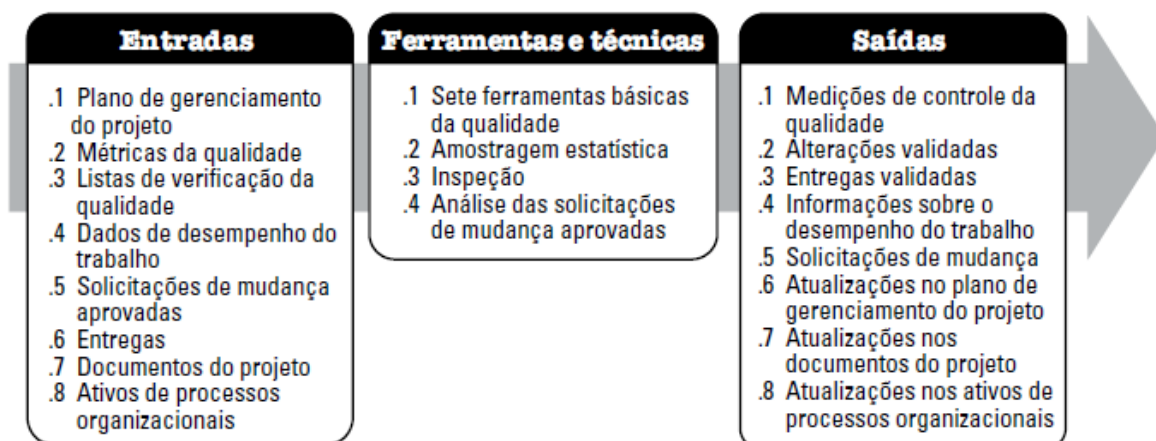 Entradas
.1 Plano de gerenciamento
do projeto
.2 Métricas da qualidade
.3 Listas de verificação da
qualidade
.4 Dados de desempenho do
trabalho
.5 Solicitações de mudança
aprovadas
.6 Entregas
.7 Documentos do projeto
.8 Ativos de processos
organizacionais
Ferramentas e técnicas
.1 Sete ferramentas básicas
da qualidade
.2 Amostragem estatística
.3 Inspeção
.4 Análise das solicitações
de mudança aprovadas
Saídas
.1 Medições de controle da
qualidade
.2 Alterações validadas
.3 Entregas validadas
.4 Informações sobre o
desempenho do trabalho
.5 Solicitações de mudança
.6 Atualizações no plano de
gerenciamento do projeto
.7 Atualizações nos
documentos do projeto
.8 Atualizações nos ativos de
processos organizacionais